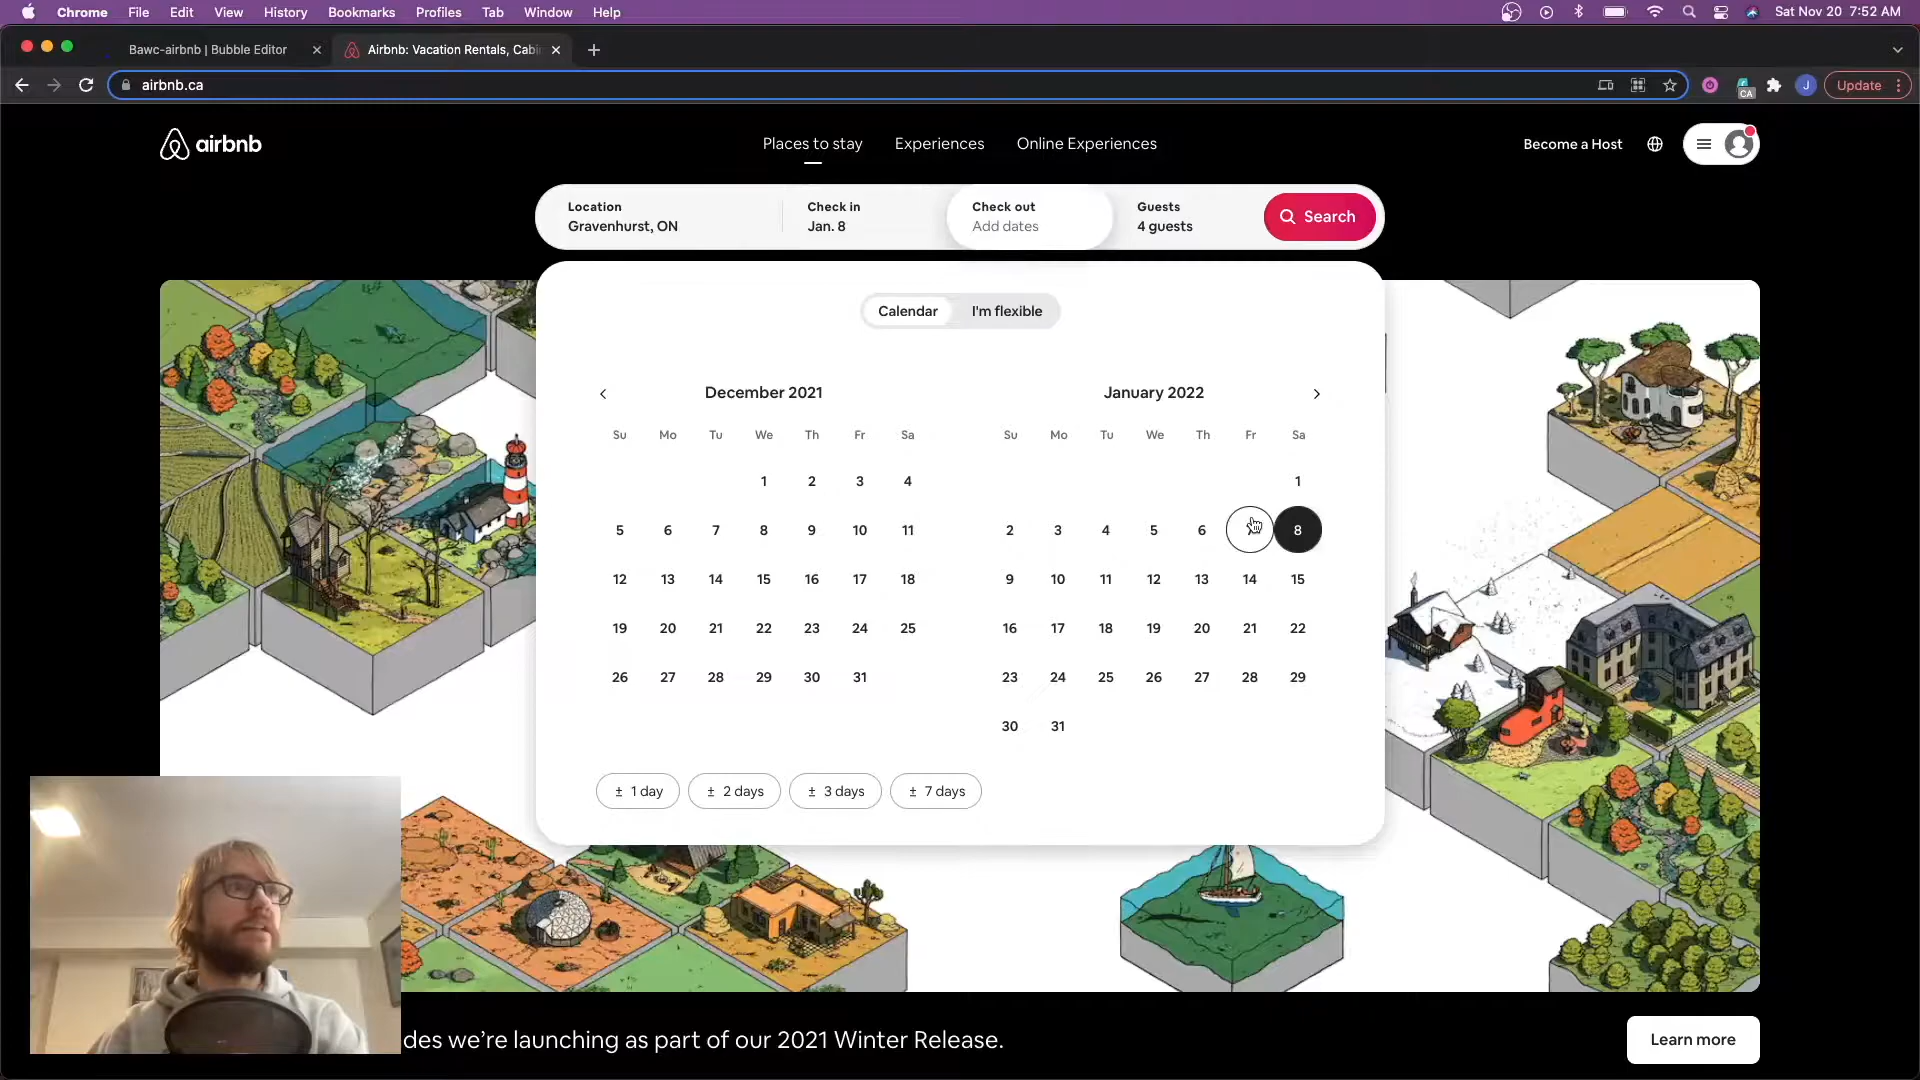 Chrome File Edit View History Bookmarks Profiles Tab Window Help
Sat Nov 20 7:52 AM
Bawc-airbnb | Bubble Editor
Airbnb: Vacation Rentals, Cabi
airbnb.ca
CA
J
Update
airbnb
Places to stay
Experiences
Online Experiences
Become a Host
Location
Gravenhurst, ON
Check in
Jan. 8
Check out
Add dates
Guests
4 guests
Search
Calendar
I'm flexible
December 2021
Su Mo Tu We Th Fr Sa
1 2 3 4
5 6 7 8 9 10 11
12 13 14 15 16 17 18
19 20 21 22 23 24 25
26 27 28 29 30 31
January 2022
Su Mo Tu We Th Fr Sa
1
2 3 4 5 6 8
9 10 11 12 13 14 15
16 17 18 19 20 21 22
23 24 25 26 27 28 29
30 31
± 1 day
± 2 days
± 3 days
± 7 days
des we’re launching as part of our 2021 Winter Release.
Learn more